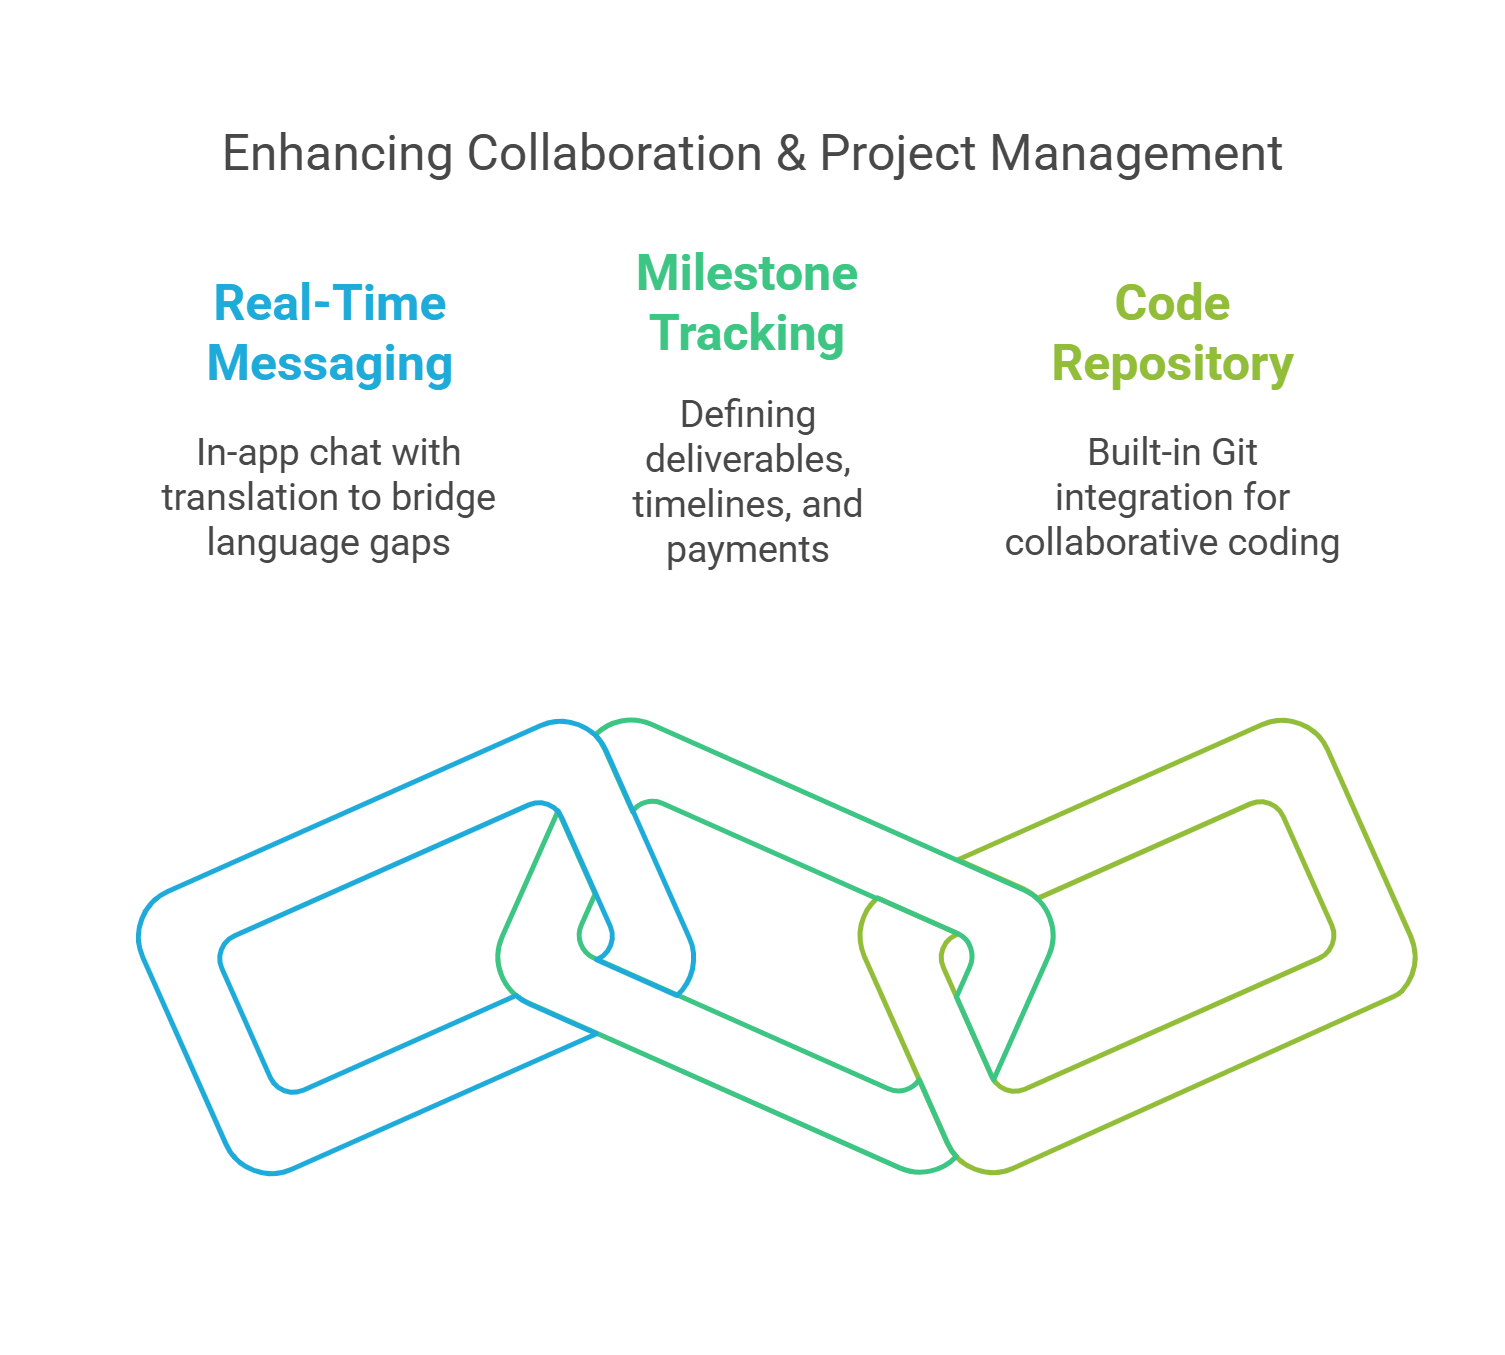 Enhancing Collaboration & Project Management
Real-Time
Messaging
In-app chat with
translation to bridge
language gaps
Milestone
Tracking
Defining
deliverables,
timelines, and
payments
Code
Repository
Built-in Git
integration for
collaborative coding